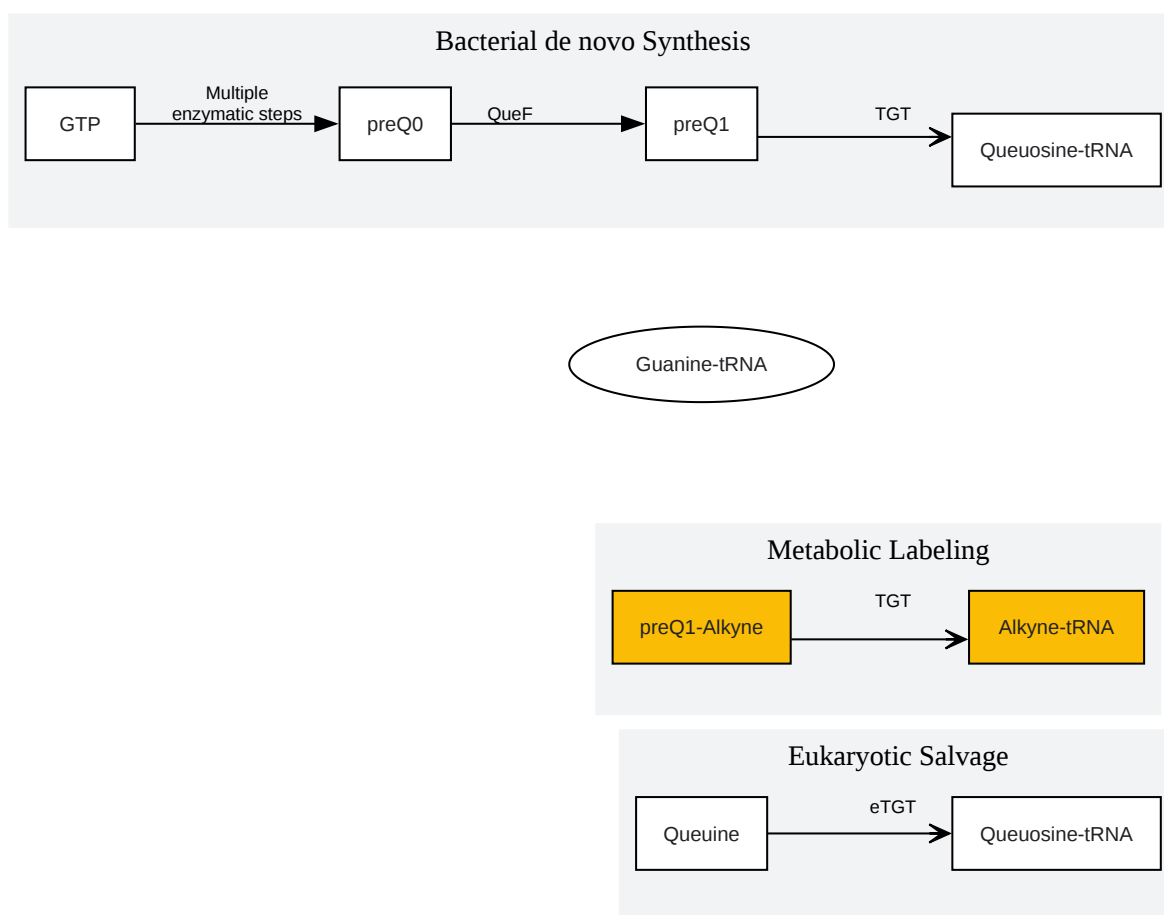 Bacterial de novo Synthesis
GTP
Multiple
enzymatic steps
preQ0
QueF
preQ1
TGT
Queuosine-tRNA
Guanine-tRNA
Metabolic Labeling
preQ1-Alkyne
TGT
Alkyne-tRNA
Eukaryotic Salvage
Queuine
eTGT
Queuosine-tRNA